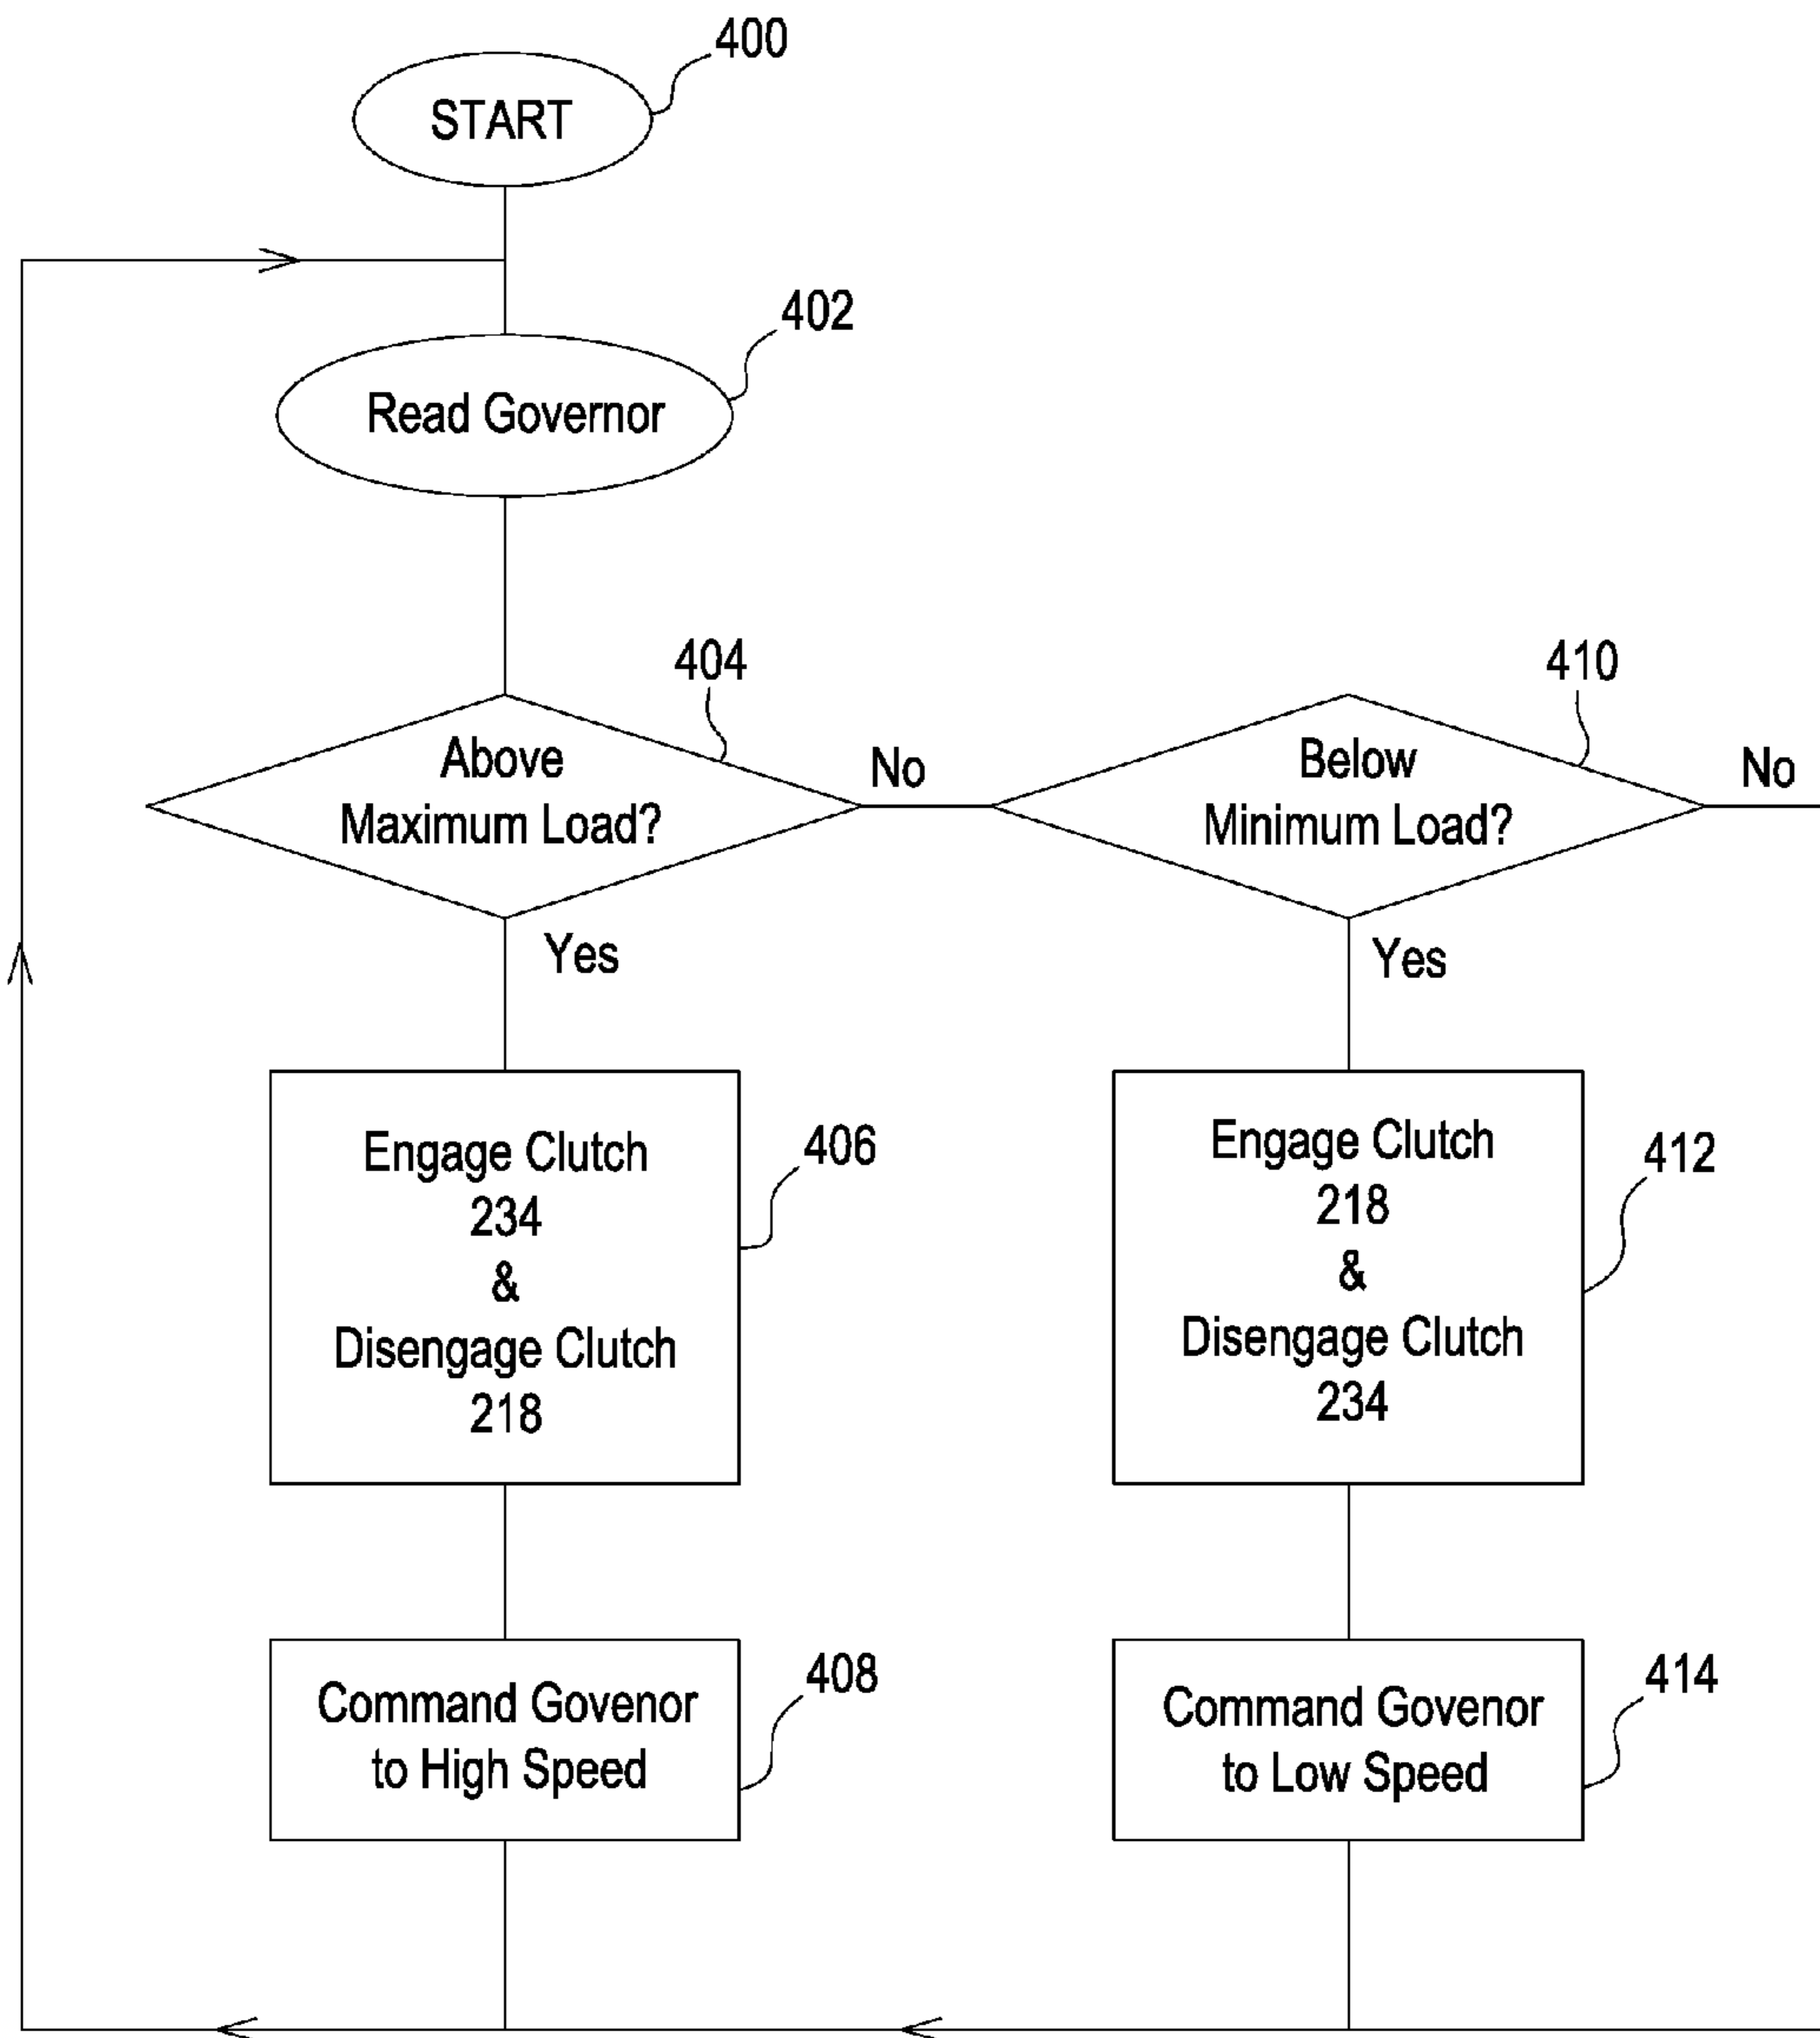 400
START
402
Read Governor
404
Above
Maximum Load?
No
410
Below
Minimum Load?
No
Yes
Yes
Engage Clutch
234
&
Disengage Clutch
218
406
Engage Clutch
218
&
Disengage Clutch
234
412
Command Govenor
to High Speed
408
Command Govenor
to Low Speed
414